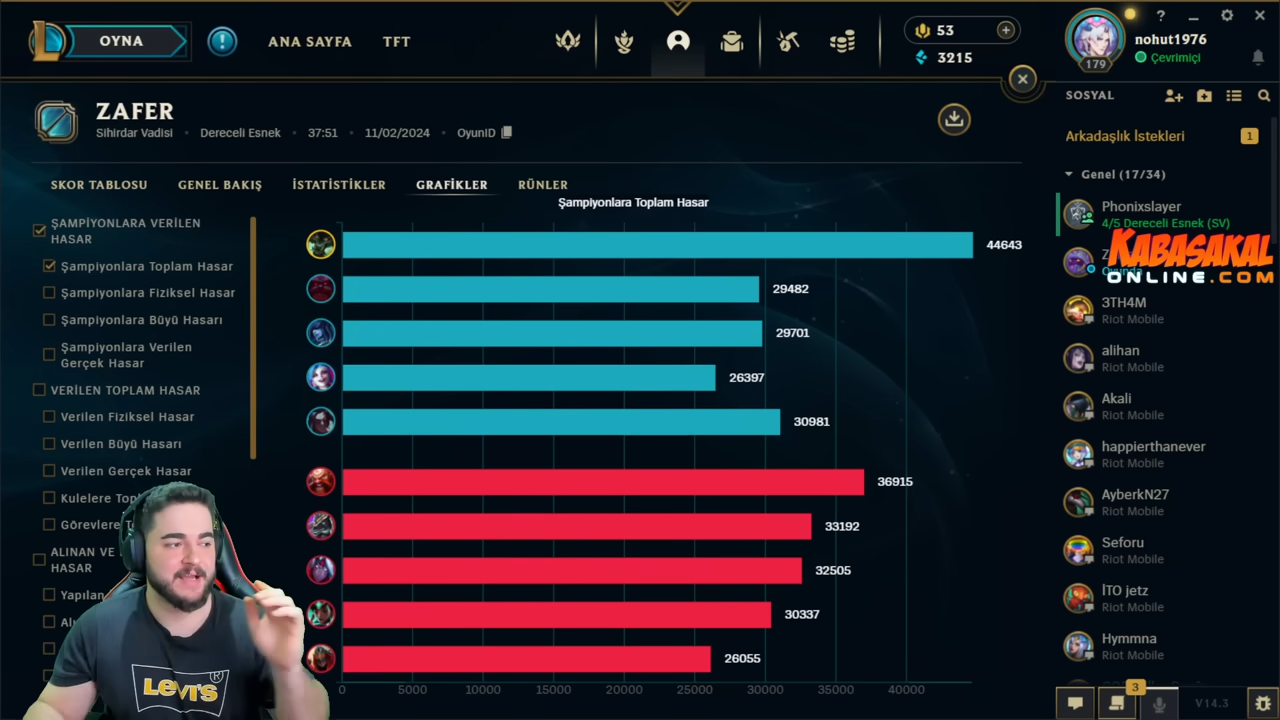 OYNA
ANA SAYFA
TFT
53
3215
179
nohut1976
Çevrimiçi
ZAFER
Sihirdar Vadisi • Dereceli Esnek • 37:51 • 11/02/2024 • OyunID
SKOR TABLOSU
GENEL BAKIŞ
İSTATİSTİKLER
GRAFİKLER
RÜNLER
ŞAMPİYONLARA VERİLEN
HASAR
Şampiyonlara Toplam Hasar
Şampiyonlara Fiziksel Hasar
Şampiyonlara Büyü Hasarı
Şampiyonlara Verilen
Gerçek Hasar
VERİLEN TOPLAM HASAR
Verilen Fiziksel Hasar
Verilen Büyü Hasarı
Verilen Gerçek Hasar
Kulelere
Görevlere
ALINAN VE
HASAR
Şampiyonlara Toplam Hasar
44643
29482
29701
26397
30981
36915
33192
32505
30337
26055
0 5000 10000 15000 20000 25000 30000 35000 40000
LEVI'S
SOSYAL
Arkadaşlık İstekleri
1
Genel (17/34)
Phonixslayer
4/5 Dereceli Esnek (SV)
KABASAKAL
ONLINE.COM
3TH4M
Riot Mobile
alihan
Riot Mobile
Akali
Riot Mobile
happierthanever
Riot Mobile
AyberkN27
Riot Mobile
Seforu
Riot Mobile
İTO jetz
Riot Mobile
Hymmna
Riot Mobile
3
V14.3